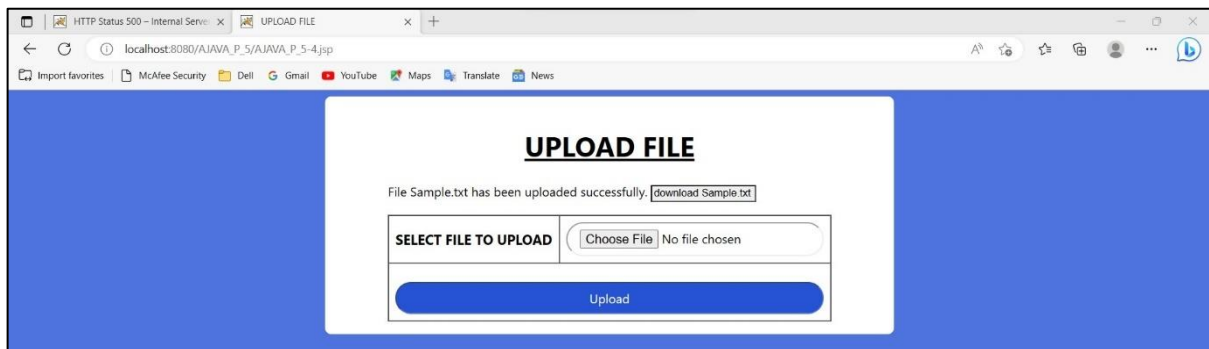 HTTP Status 500 – Internal Serve
UPLOAD FILE
localhost:8080/AJAVA_P_5/AJAVA_P_5-4.jsp
Import favorites McAfee Security Dell Gmail YouTube Maps Translate News
UPLOAD FILE
File Sample.txt has been uploaded successfully. download Sample.txt
SELECT FILE TO UPLOAD Choose File No file chosen
Upload